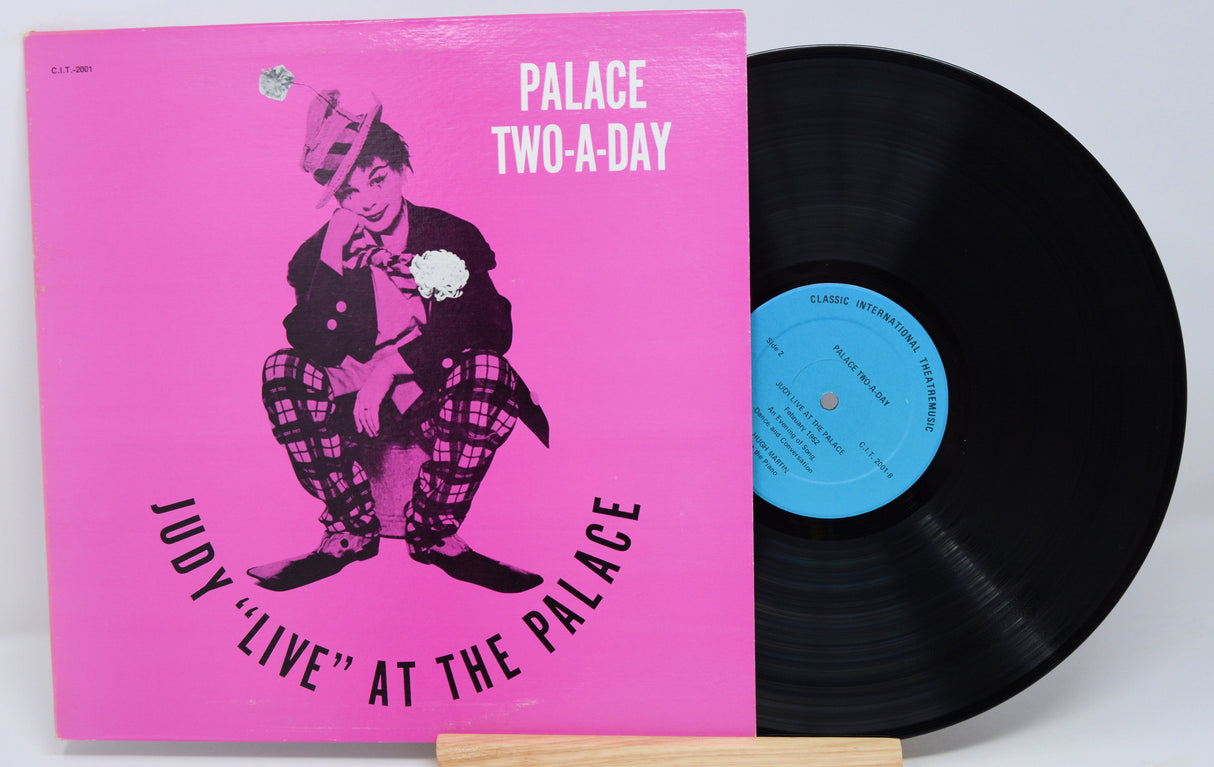 C.I.T.-2001
PALACE
TWO-A-DAY
JUDY “LIVE” AT THE PALACE
CLASSIC INTERNATIONAL THEATREMUSIC
Side 2
PALACE TWO-A-DAY
JUDY LIVE AT THE PALACE
February, 1952
An Evening of Song
Dance and Conversation
C.I.T. 2001-B
HUGH MARTIN
the Piano